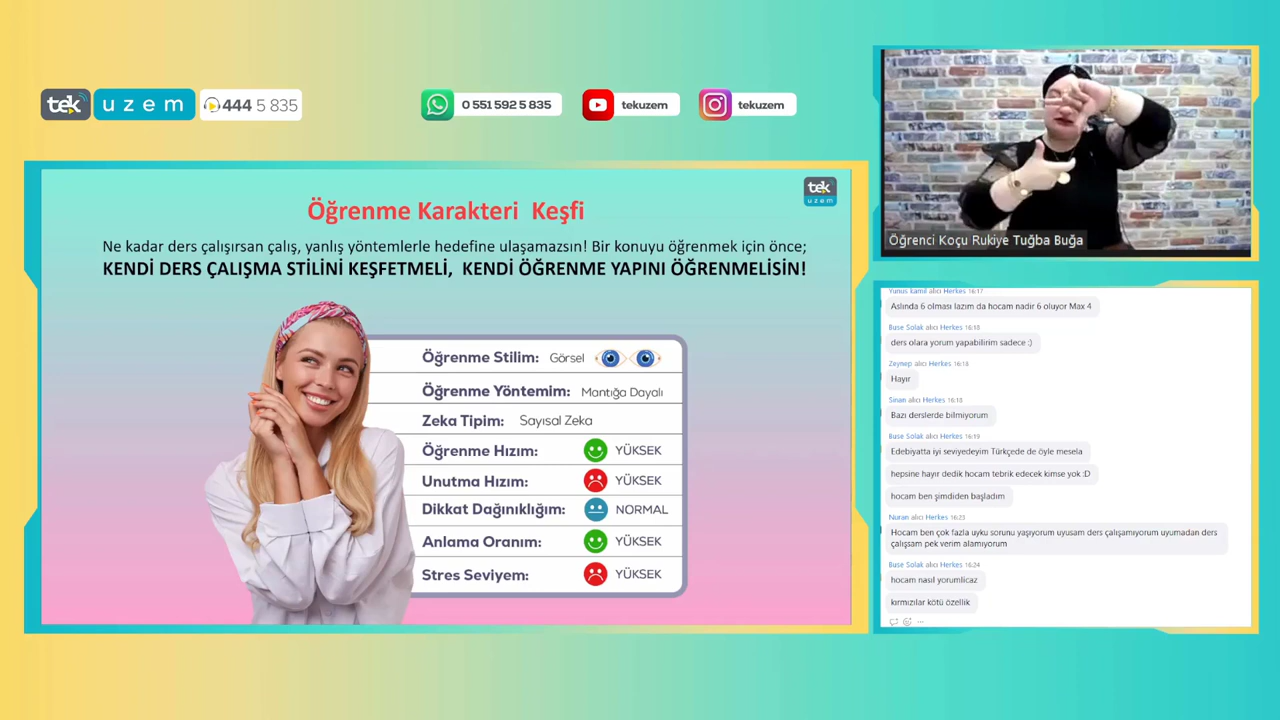 tek uzem 444 5 835
0 551 592 5 835
tekuzem
tekuzem
tek
uzem
Öğrenme Karakteri Keşfi
Ne kadar ders çalışırsan çalış, yanlış yöntemlerle hedefine ulaşamazsın! Bir konuyu öğrenmek için önce;
KENDİ DERS ÇALIŞMA STİLİNİ KEŞFETMELİ, KENDİ ÖĞRENME YAPINI ÖĞRENMELİSİN!
Öğrenme Stilim: Görsel
Öğrenme Yöntemim: Mantığa Dayalı
Zeka Tipim: Sayısal Zeka
Öğrenme Hızım: YÜKSEK
Unutma Hızım: YÜKSEK
Dikkat Dağınıklığım: NORMAL
Anlama Oranım: YÜKSEK
Stres Seviyem: YÜKSEK
Öğrenci Koçu Rukiye Tuğba Buğa
Yunus kamil alıcı Herkes 16:17
Aslında 6 olması lazım da hocam nadir 6 oluyor Max 4
Buse Solak alıcı Herkes 16:18
ders olara yorum yapabilirim sadece :)
Zeynep alıcı Herkes 16:18
Hayır
Sinan alıcı Herkes 16:18
Bazı derslerde bilmiyorum
Buse Solak alıcı Herkes 16:19
Edebiyatta iyi seviyedeyim Türkçede de öyle mesela
hepsine hayır dedik hocam tebrik edecek kimse yok :D
hocam ben şimdiden başladım
Nuran alıcı Herkes 16:23
Hocam ben çok fazla uyku sorunu yaşıyorum uyusam ders çalışamıyorum uyumadan ders
çalışsam pek verim alamıyorum
Buse Solak alıcı Herkes 16:24
hocam nasıl yorumlicaz
kırmızılar kötü özellik